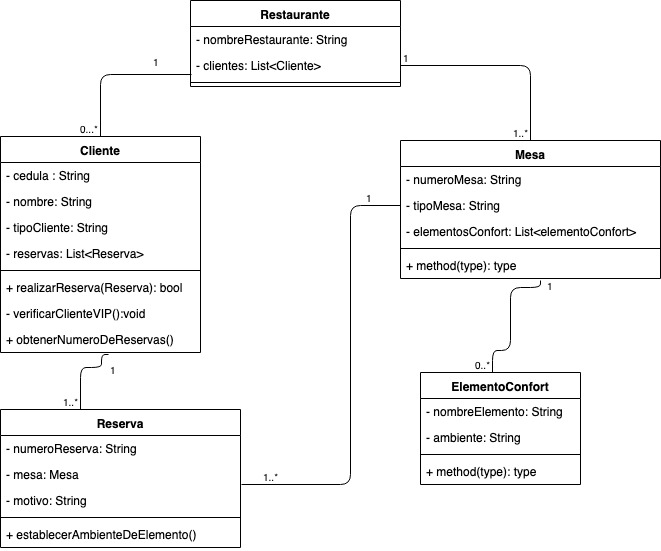 Restaurante
- nombreRestaurante: String
- clientes: List<Cliente>
1
1
0...*
1..*
Cliente
- cedula : String
- nombre: String
- tipoCliente: String
- reservas: List<Reserva>
+ realizarReserva(Reserva): bool
- verificarClienteVIP():void
+ obtenerNumeroDeReservas()
Mesa
- numeroMesa: String
- tipoMesa: String
- elementosConfort: List<elementoConfort>
+ method(type): type
1
1
0..*
1
1..*
ElementoConfort
- nombreElemento: String
- ambiente: String
+ method(type): type
Reserva
- numeroReserva: String
- mesa: Mesa
- motivo: String
+ establecerAmbienteDeElemento()
1..*